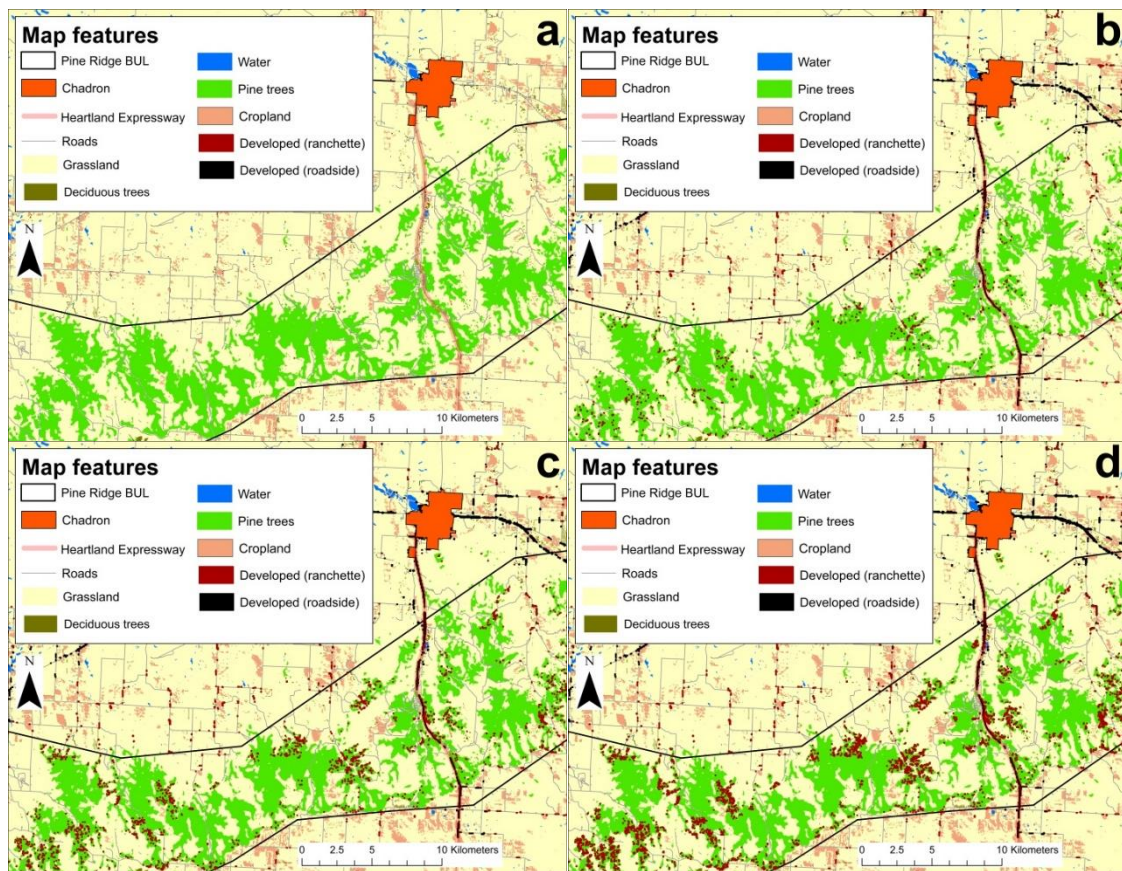 a
Map features
Pine Ridge BUL
Chadron
Heartland Expressway
Roads
Grassland
Deciduous trees
Water
Pine trees
Cropland
Developed (ranchette)
Developed (roadside)
N
0 2.5 5 10 Kilometers
b
Map features
Pine Ridge BUL
Chadron
Heartland Expressway
Roads
Grassland
Deciduous trees
Water
Pine trees
Cropland
Developed (ranchette)
Developed (roadside)
N
0 2.5 5 10 Kilometers
c
Map features
Pine Ridge BUL
Chadron
Heartland Expressway
Roads
Grassland
Deciduous trees
Water
Pine trees
Cropland
Developed (ranchette)
Developed (roadside)
N
0 2.5 5 10 Kilometers
d
Map features
Pine Ridge BUL
Chadron
Heartland Expressway
Roads
Grassland
Deciduous trees
Water
Pine trees
Cropland
Developed (ranchette)
Developed (roadside)
N
0 2.5 5 10 Kilometers